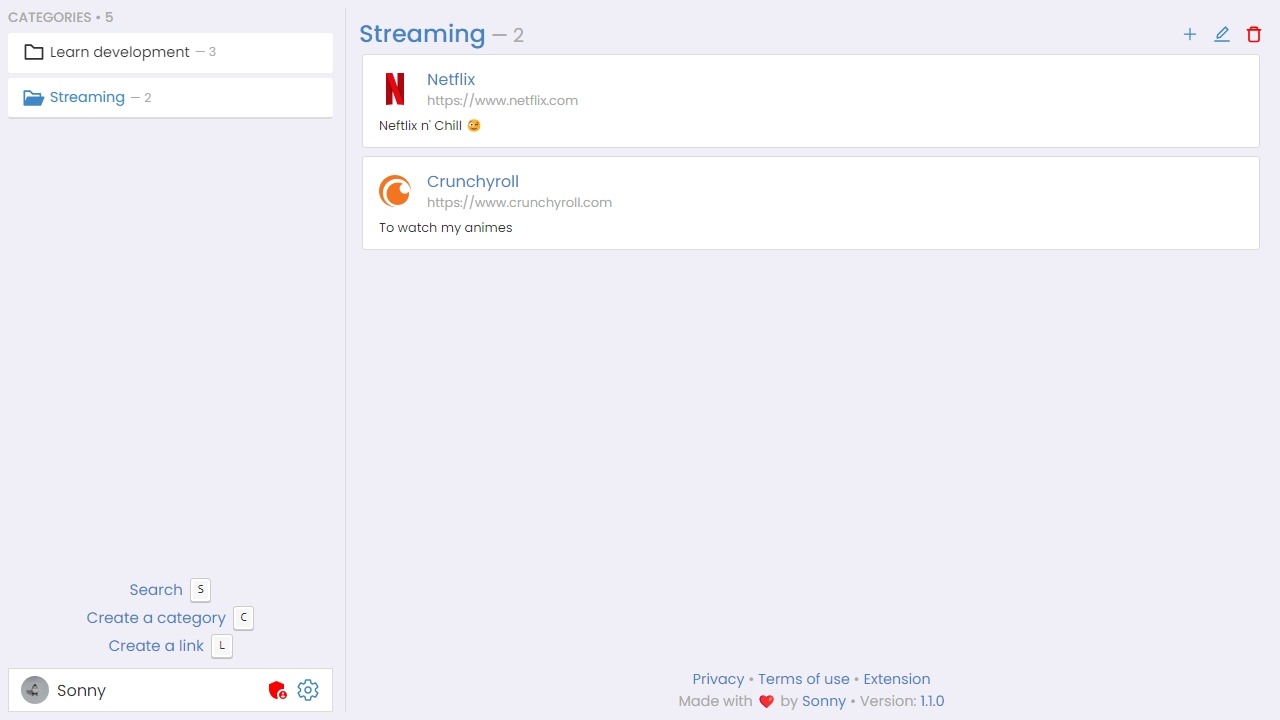 CATEGORIES • 5
Learn development — 3
Streaming — 2
Search S
Create a category C
Create a link L
Sonny
Streaming — 2
Netflix
https://www.netflix.com
Neftlix n' Chill 😉
Crunchyroll
https://www.crunchyroll.com
To watch my animes
Privacy • Terms of use • Extension
Made with ❤️ by Sonny • Version: 1.1.0